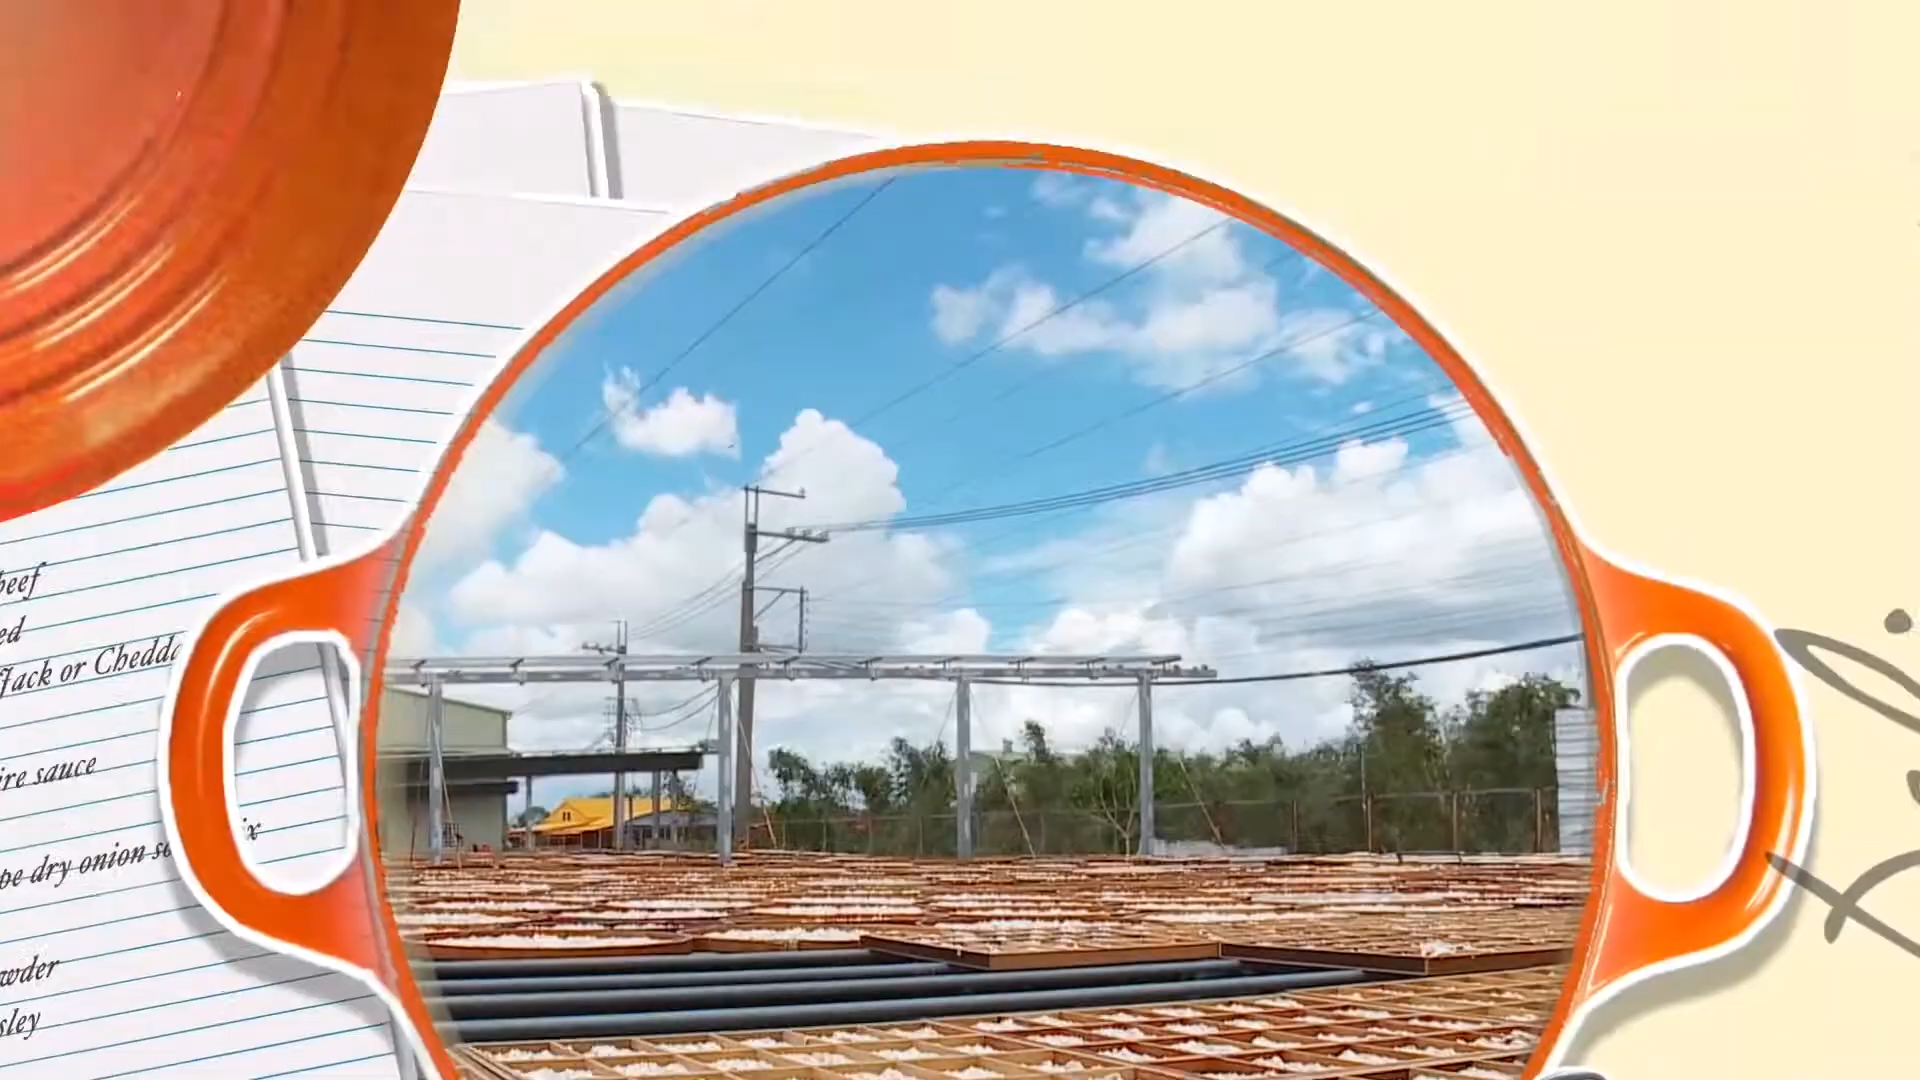 beef
ed
Jack or Chedda
ire sauce
ix
pe dry onion so
wder
sley